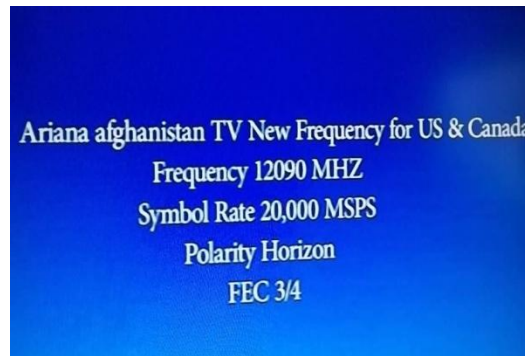 Ariana afghanistan TV New Frequency for US & Canada
Frequency 12090 MHZ
Symbol Rate 20,000 MSPS
Polarity Horizon
FEC 3/4